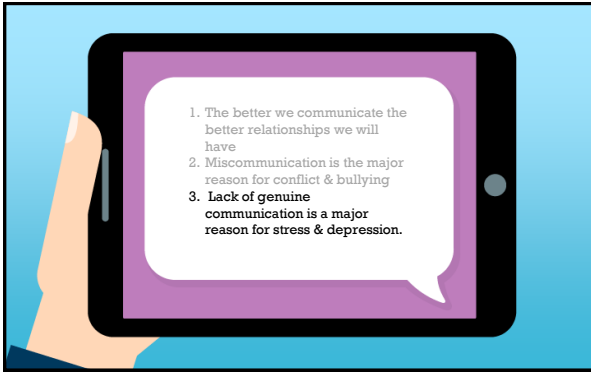 1. The better we communicate the
better relationships we will
have
2. Miscommunication is the major
reason for conflict & bullying
3. Lack of genuine
communication is a major
reason for stress & depression.